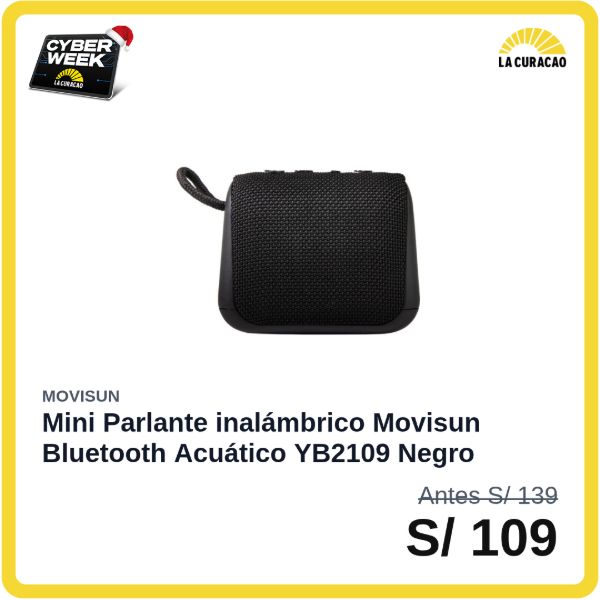 CYBER
WEEK
LA CURACAO
LA CURACAO
MOVISUN
Mini Parlante inalámbrico Movisun
Bluetooth Acuático YB2109 Negro
Antes S/ 139
S/ 109